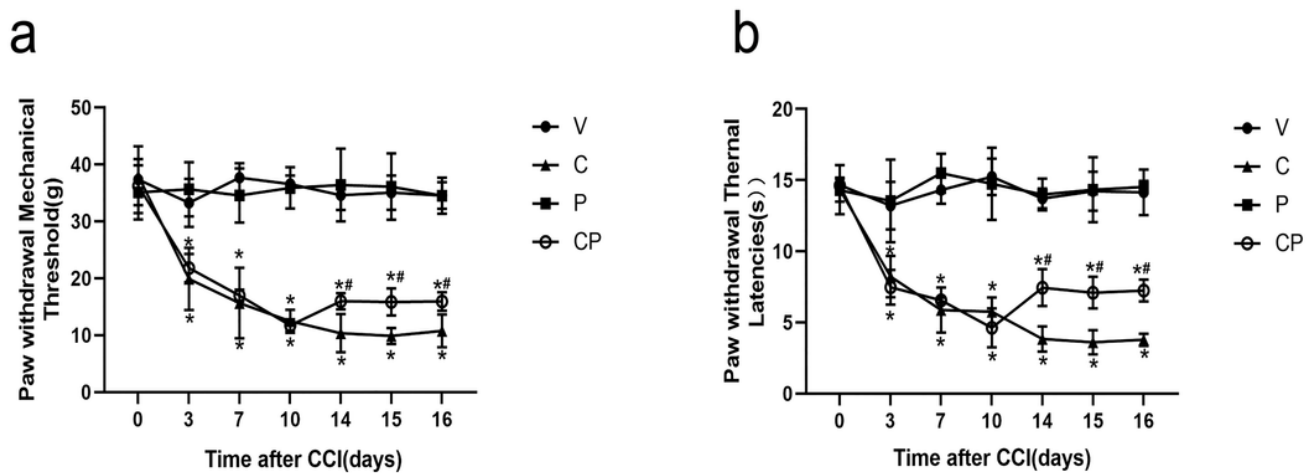 a
Paw withdrawal Mechanical
Threshold(g)
50
40
30
20
10
0
* * * *# *# *#
* * * * * *
0 3 7 10 14 15 16
Time after CCI(days)
V
C
P
CP
b
Paw withdrawal Thernal
Latencies(s))
20
15
10
5
0
* * * *# *# *#
* * * * * *
0 3 7 10 14 15 16
Time after CCI(days)
V
C
P
CP